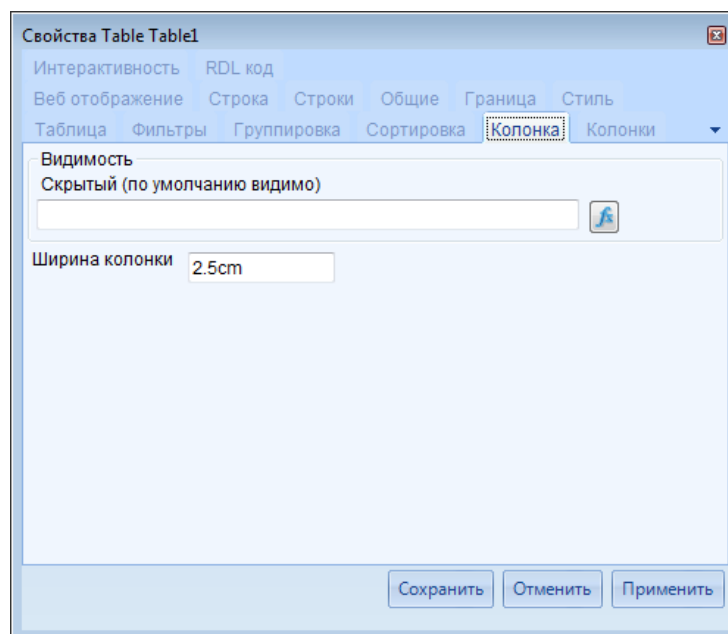 Свойства Table Table1
Интерактивность RDL код
Веб отображение Строка Строки Общие Граница Стиль
Таблица Фильтры Группировка Сортировка Колонка Колонки
Видимость
Скрытый (по умолчанию видимо)
fx
Ширина колонки 2.5cm
Сохранить Отменить Применить